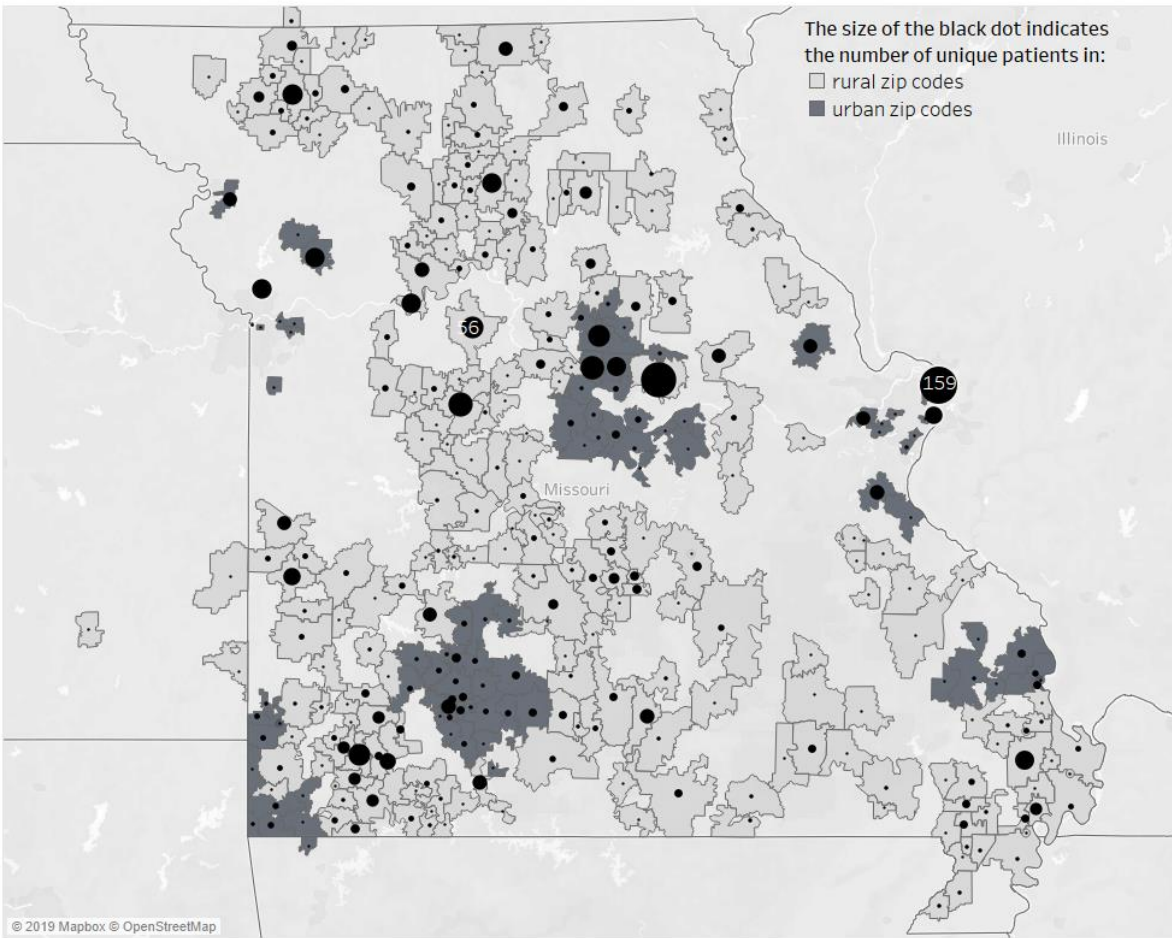 The size of the black dot indicates
the number of unique patients in:
rural zip codes
urban zip codes
Illinois
56
159
Missouri
© 2019 Mapbox © OpenStreetMap